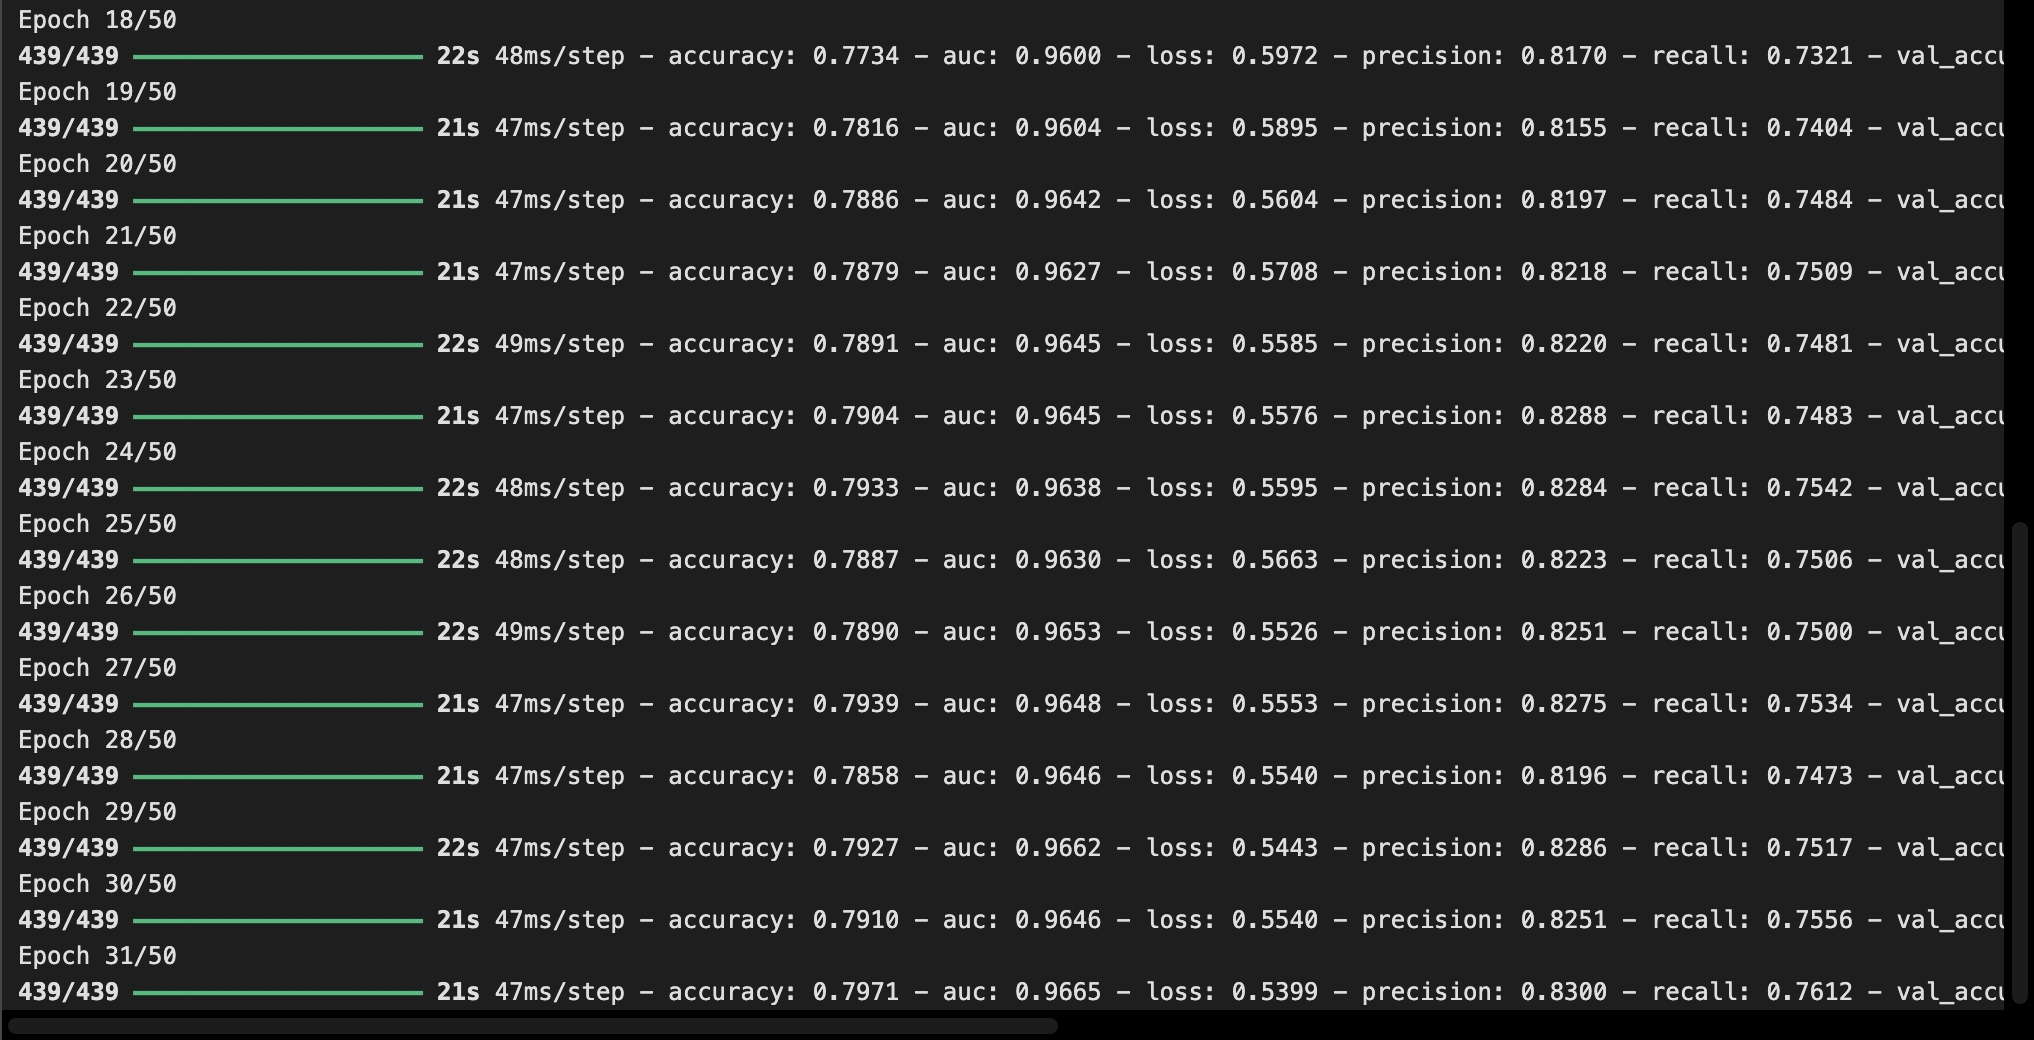 Epoch 18/50
439/439 ━━━━━━━━━━━━━━━━━━━━ 22s 48ms/step - accuracy: 0.7734 - auc: 0.9600 - loss: 0.5972 - precision: 0.8170 - recall: 0.7321 - val_accu
Epoch 19/50
439/439 ━━━━━━━━━━━━━━━━━━━━ 21s 47ms/step - accuracy: 0.7816 - auc: 0.9604 - loss: 0.5895 - precision: 0.8155 - recall: 0.7404 - val_accu
Epoch 20/50
439/439 ━━━━━━━━━━━━━━━━━━━━ 21s 47ms/step - accuracy: 0.7886 - auc: 0.9642 - loss: 0.5604 - precision: 0.8197 - recall: 0.7484 - val_accu
Epoch 21/50
439/439 ━━━━━━━━━━━━━━━━━━━━ 21s 47ms/step - accuracy: 0.7879 - auc: 0.9627 - loss: 0.5708 - precision: 0.8218 - recall: 0.7509 - val_accu
Epoch 22/50
439/439 ━━━━━━━━━━━━━━━━━━━━ 22s 49ms/step - accuracy: 0.7891 - auc: 0.9645 - loss: 0.5585 - precision: 0.8220 - recall: 0.7481 - val_accu
Epoch 23/50
439/439 ━━━━━━━━━━━━━━━━━━━━ 21s 47ms/step - accuracy: 0.7904 - auc: 0.9645 - loss: 0.5576 - precision: 0.8288 - recall: 0.7483 - val_accu
Epoch 24/50
439/439 ━━━━━━━━━━━━━━━━━━━━ 22s 48ms/step - accuracy: 0.7933 - auc: 0.9638 - loss: 0.5595 - precision: 0.8284 - recall: 0.7542 - val_accu
Epoch 25/50
439/439 ━━━━━━━━━━━━━━━━━━━━ 22s 48ms/step - accuracy: 0.7887 - auc: 0.9630 - loss: 0.5663 - precision: 0.8223 - recall: 0.7506 - val_accu
Epoch 26/50
439/439 ━━━━━━━━━━━━━━━━━━━━ 22s 49ms/step - accuracy: 0.7890 - auc: 0.9653 - loss: 0.5526 - precision: 0.8251 - recall: 0.7500 - val_accu
Epoch 27/50
439/439 ━━━━━━━━━━━━━━━━━━━━ 21s 47ms/step - accuracy: 0.7939 - auc: 0.9648 - loss: 0.5553 - precision: 0.8275 - recall: 0.7534 - val_accu
Epoch 28/50
439/439 ━━━━━━━━━━━━━━━━━━━━ 21s 47ms/step - accuracy: 0.7858 - auc: 0.9646 - loss: 0.5540 - precision: 0.8196 - recall: 0.7473 - val_accu
Epoch 29/50
439/439 ━━━━━━━━━━━━━━━━━━━━ 22s 47ms/step - accuracy: 0.7927 - auc: 0.9662 - loss: 0.5443 - precision: 0.8286 - recall: 0.7517 - val_accu
Epoch 30/50
439/439 ━━━━━━━━━━━━━━━━━━━━ 21s 47ms/step - accuracy: 0.7910 - auc: 0.9646 - loss: 0.5540 - precision: 0.8251 - recall: 0.7556 - val_accu
Epoch 31/50
439/439 ━━━━━━━━━━━━━━━━━━━━ 21s 47ms/step - accuracy: 0.7971 - auc: 0.9665 - loss: 0.5399 - precision: 0.8300 - recall: 0.7612 - val_accu